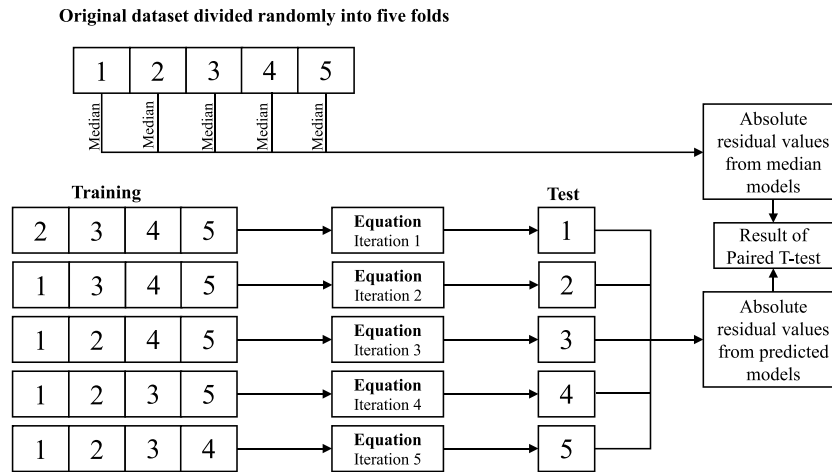 Original dataset divided randomly into five folds
1 2 3 4 5
Median Median Median Median Median
Absolute
residual values
from median
models
Training
Test
2 3 4 5
Equation
Iteration 1
1
Result of
Paired T-test
1 3 4 5
Equation
Iteration 2
2
1 2 4 5
Equation
Iteration 3
3
Absolute
residual values
from predicted
models
1 2 3 5
Equation
Iteration 4
4
1 2 3 4
Equation
Iteration 5
5